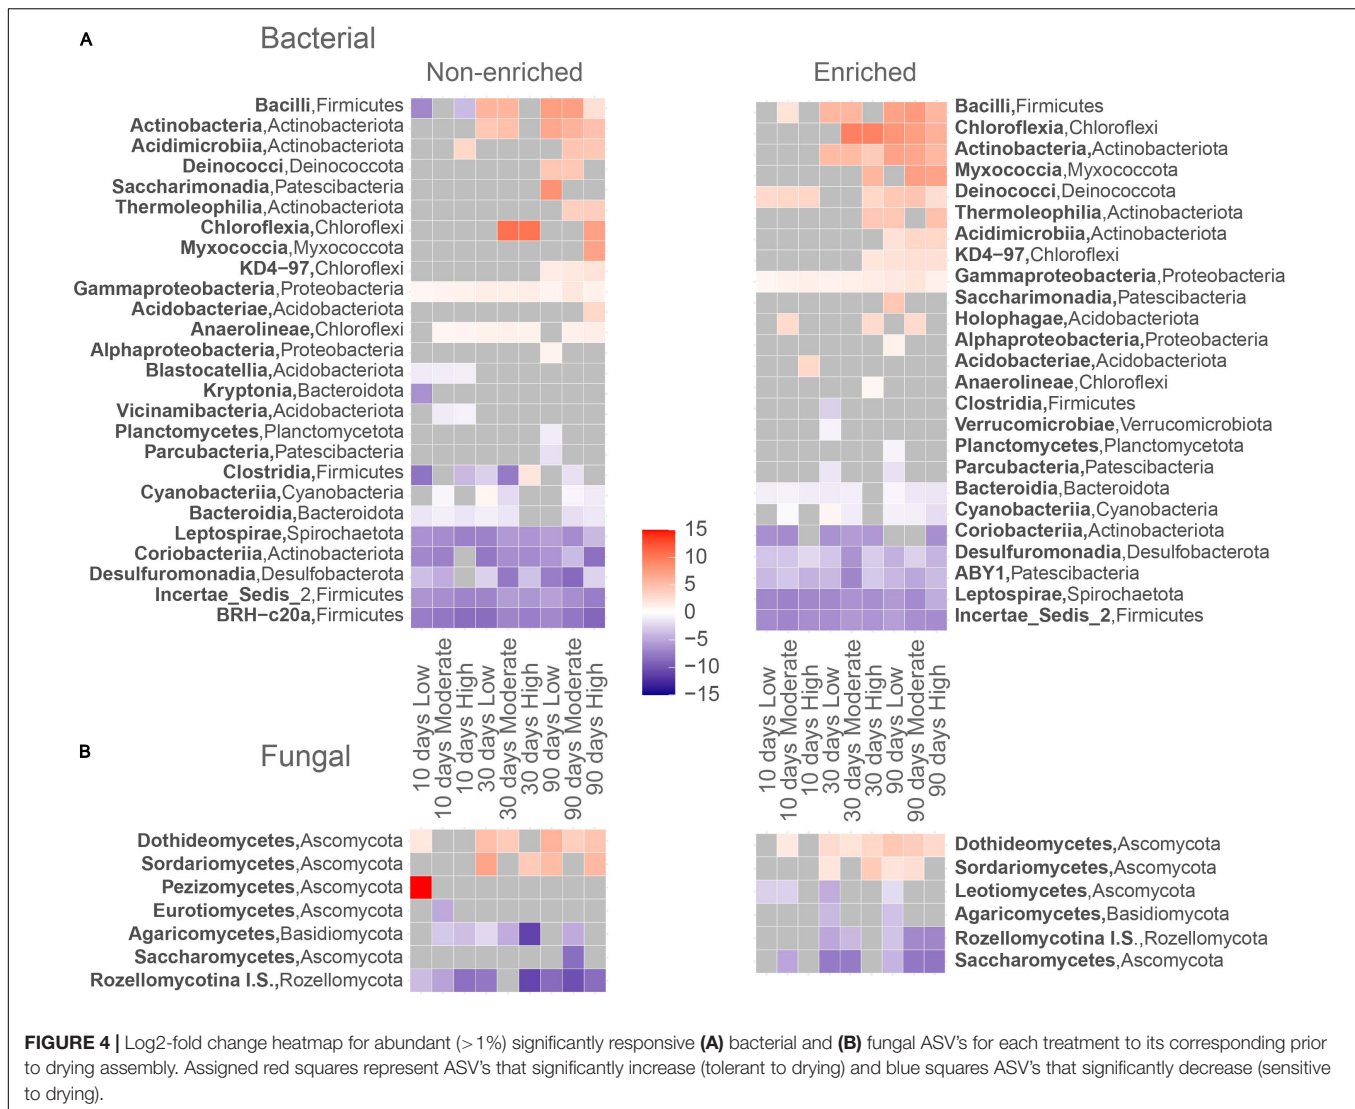 A
Bacterial
Non-enriched
Enriched
Bacilli,Firmicutes
Actinobacteria,Actinobacteriota
Acidimicrobiia,Actinobacteriota
Deinococci,Deinococcota
Saccharimonadia,Patescibacteria
Thermoleophilia,Actinobacteriota
Chloroflexia,Chloroflexi
Myxococcia,Myxococcota
KD4−97,Chloroflexi
Gammaproteobacteria,Proteobacteria
Acidobacteriae,Acidobacteriota
Anaerolineae,Chloroflexi
Alphaproteobacteria,Proteobacteria
Blastocatellia,Acidobacteriota
Kryptonia,Bacteroidota
Vicinamibacteria,Acidobacteriota
Planctomycetes,Planctomycetota
Parcubacteria,Patescibacteria
Clostridia,Firmicutes
Cyanobacteriia,Cyanobacteria
Bacteroidia,Bacteroidota
Leptospirae,Spirochaetota
Coriobacteriia,Actinobacteriota
Desulfuromonadia,Desulfobacterota
Incertae_Sedis_2,Firmicutes
BRH−c20a,Firmicutes
Bacilli,Firmicutes
Chloroflexia,Chloroflexi
Actinobacteria,Actinobacteriota
Myxococcia,Myxococcota
Deinococci,Deinococcota
Thermoleophilia,Actinobacteriota
Acidimicrobiia,Actinobacteriota
KD4−97,Chloroflexi
Gammaproteobacteria,Proteobacteria
Saccharimonadia,Patescibacteria
Holophagae,Acidobacteriota
Alphaproteobacteria,Proteobacteria
Acidobacteriae,Acidobacteriota
Anaerolineae,Chloroflexi
Clostridia,Firmicutes
Verrucomicrobiae,Verrucomicrobiota
Planctomycetes,Planctomycetota
Parcubacteria,Patescibacteria
Bacteroidia,Bacteroidota
Cyanobacteriia,Cyanobacteria
Coriobacteriia,Actinobacteriota
Desulfuromonadia,Desulfobacterota
ABY1,Patescibacteria
Leptospirae,Spirochaetota
Incertae_Sedis_2,Firmicutes
15
10
5
0
−5
−10
−15
10 days Low
10 days Moderate
10 days High
30 days Low
30 days Moderate
30 days High
90 days Low
90 days Moderate
90 days High
10 days Low
10 days Moderate
10 days High
30 days Low
30 days Moderate
30 days High
90 days Low
90 days Moderate
90 days High
B
Fungal
Dothideomycetes,Ascomycota
Sordariomycetes,Ascomycota
Pezizomycetes,Ascomycota
Eurotiomycetes,Ascomycota
Agaricomycetes,Basidiomycota
Saccharomycetes,Ascomycota
Rozellomycotina I.S.,Rozellomycota
Dothideomycetes,Ascomycota
Sordariomycetes,Ascomycota
Leotiomycetes,Ascomycota
Agaricomycetes,Basidiomycota
Rozellomycotina I.S.,Rozellomycota
Saccharomycetes,Ascomycota
FIGURE 4 | Log2-fold change heatmap for abundant (>1%) significantly responsive (A) bacterial and (B) fungal ASV's for each treatment to its corresponding prior
to drying assembly. Assigned red squares represent ASV's that significantly increase (tolerant to drying) and blue squares ASV's that significantly decrease (sensitive
to drying).